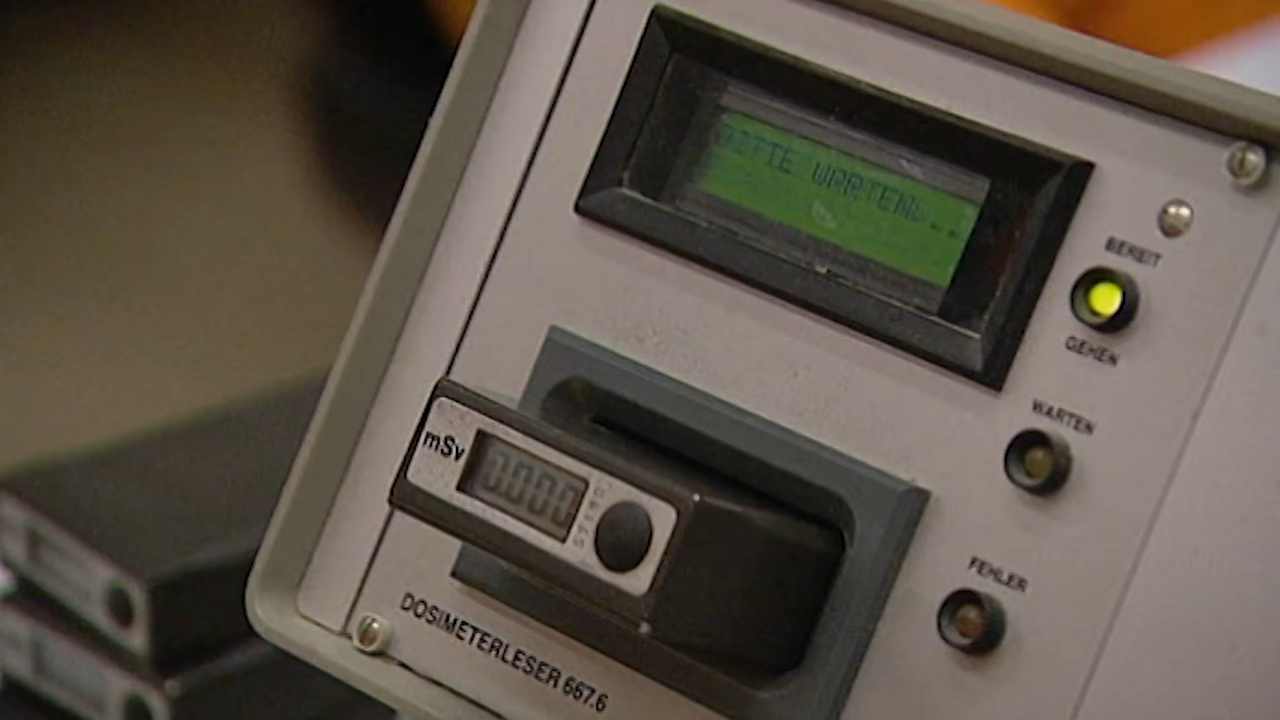 BITTE WARTEN...
BEREIT
GEHEN
WARTEN
mSv
0.000
FEHLER
DOSIMETERLESER 667.6